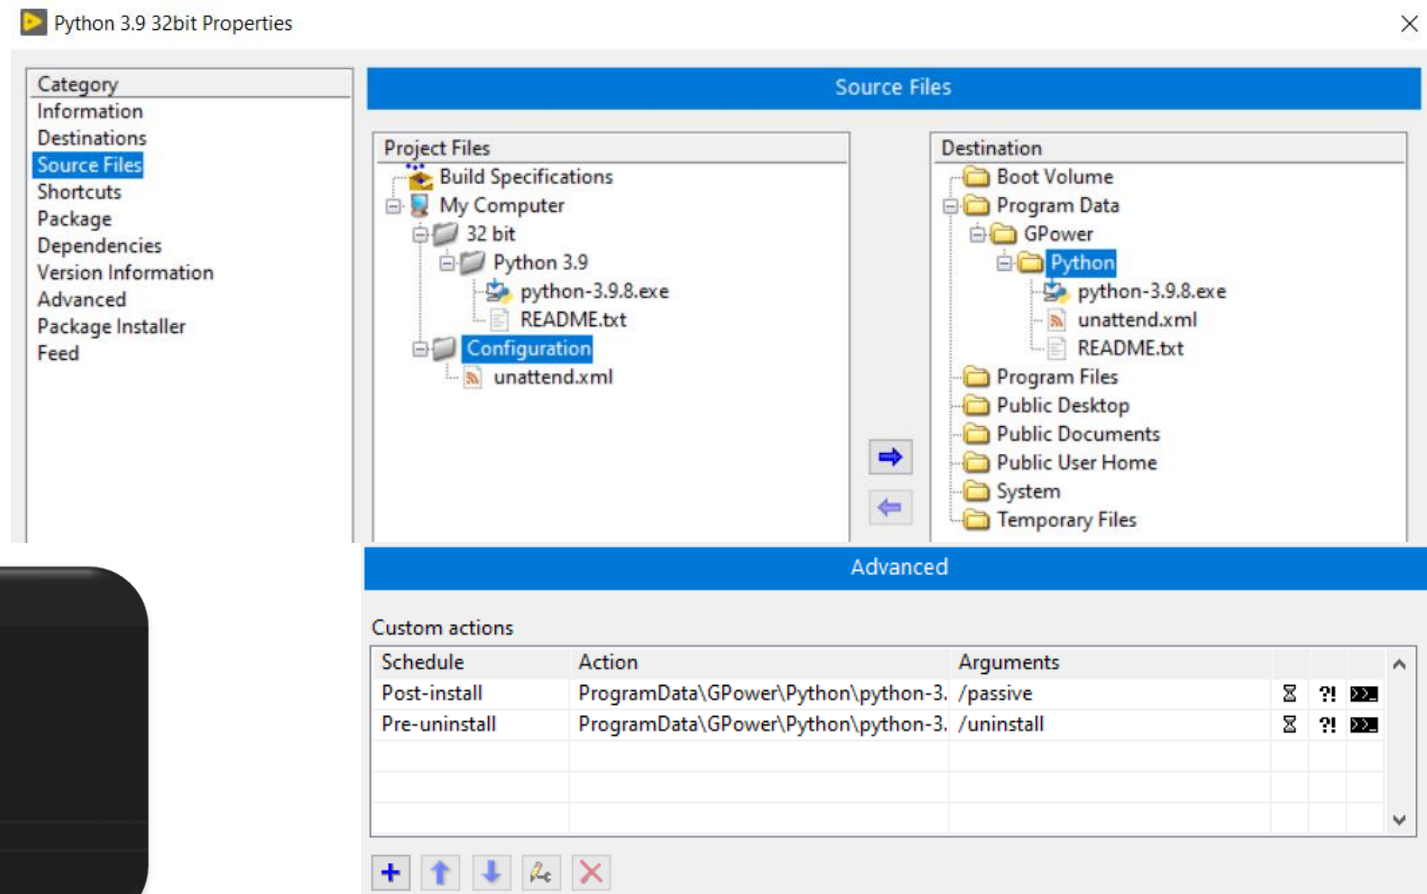 Python 3.9 32bit Properties
Category
Information
Destinations
Source Files
Shortcuts
Package
Dependencies
Version Information
Advanced
Package Installer
Feed
Source Files
Project Files
Build Specifications
My Computer
32 bit
Python 3.9
python-3.9.8.exe
README.txt
Configuration
unattend.xml
Destination
Boot Volume
Program Data
GPower
Python
python-3.9.8.exe
unattend.xml
README.txt
Program Files
Public Desktop
Public Documents
Public User Home
System
Temporary Files
Advanced
Custom actions
Schedule Action Arguments
Post-install ProgramData\GPower\Python\python-3. /passive ?!
Pre-uninstall ProgramData\GPower\Python\python-3. /uninstall ?!